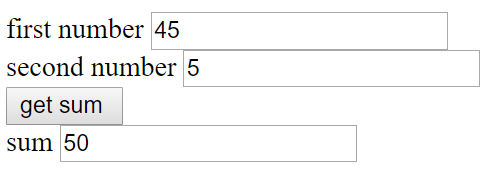 first number 45
second number 5
get sum
sum 50